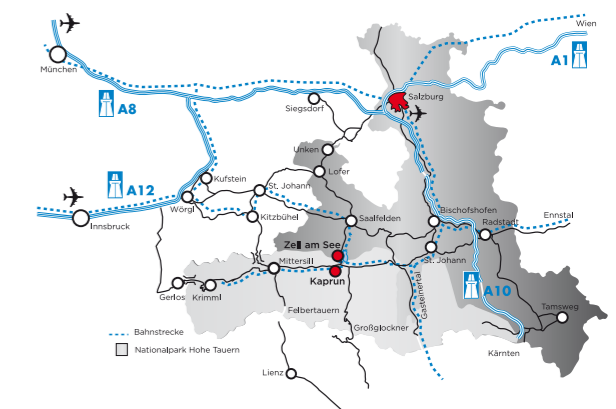 Wien
München
A1
A8
Salzburg
Siegsdorf
Unken
Lofer
A12
Kufstein
St. Johann
Wörgl
Innsbruck
Kitzbühel
Saalfelden
Bischofshofen
Ennstal
Radstadt
Zell am See
St. Johann
Mittersill
Kaprun
Gasteinertal
A10
Gerlos
Krimml
Felbertauern
Tamsweg
Großglockner
Bahnstrecke
Nationalpark Hohe Tauern
Kärnten
Lienz